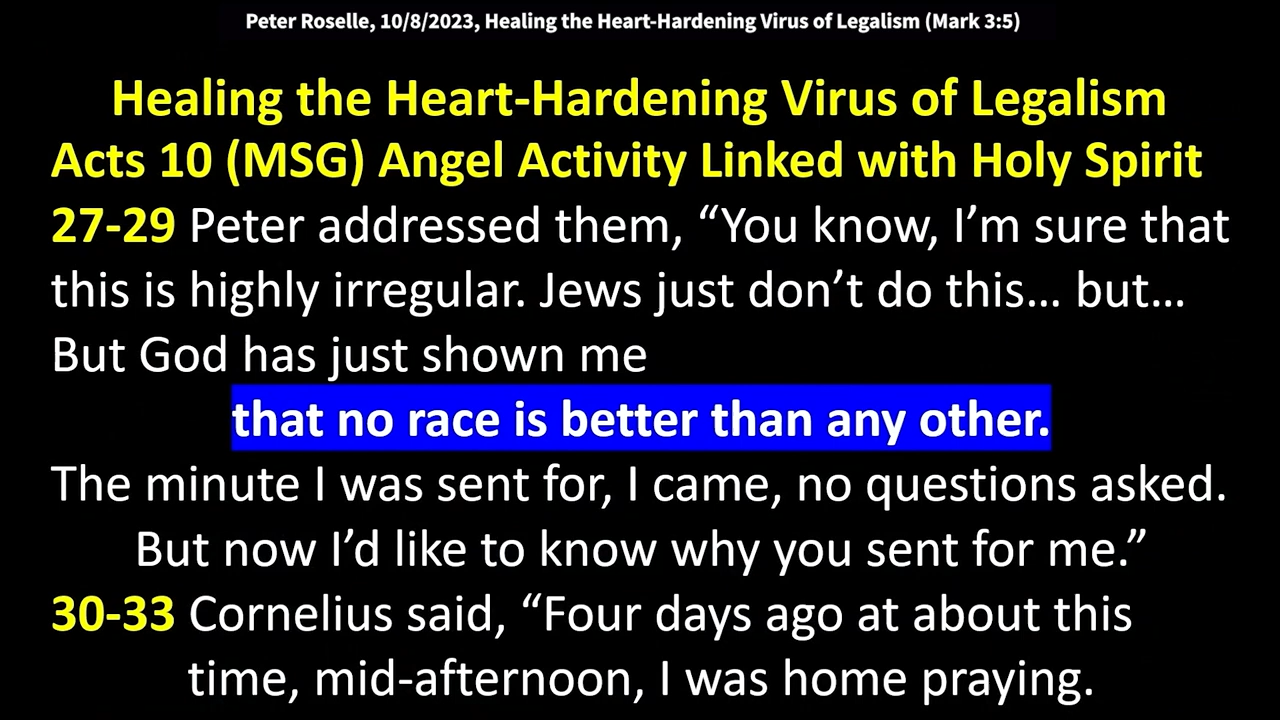 Peter Roselle, 10/8/2023, Healing the Heart-Hardening Virus of Legalism (Mark 3:5)
Healing the Heart-Hardening Virus of Legalism
Acts 10 (MSG) Angel Activity Linked with Holy Spirit
27-29 Peter addressed them, “You know, I’m sure that
this is highly irregular. Jews just don’t do this… but…
But God has just shown me
that no race is better than any other.
The minute I was sent for, I came, no questions asked.
But now I’d like to know why you sent for me.”
30-33 Cornelius said, “Four days ago at about this
time, mid-afternoon, I was home praying.